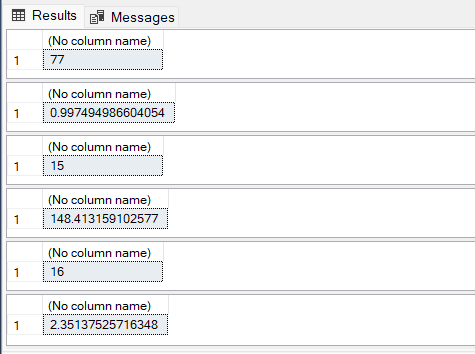 Results Messages
(No column name)
1 77
(No column name)
1 0.997494986604054
(No column name)
1 15
(No column name)
1 148.413159102577
(No column name)
1 16
(No column name)
1 2.35137525716348